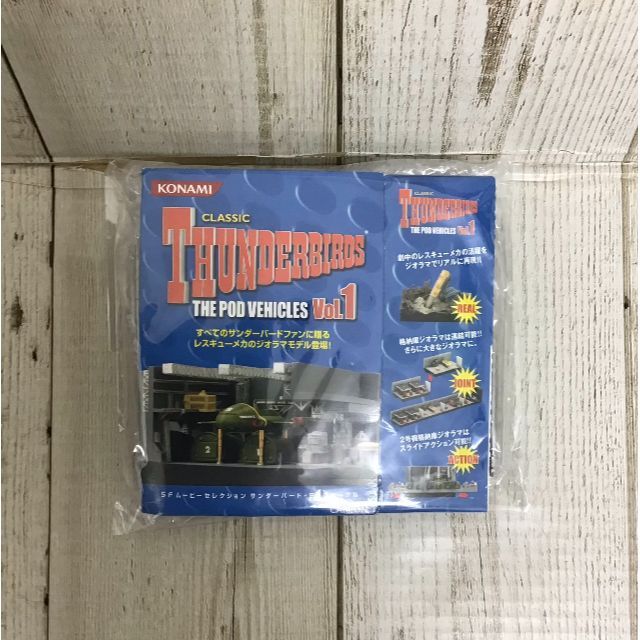 KONAMI
CLASSIC
THUNDERBIRDS
THE POD VEHICLES Vol.1
すべてのサンダーバードファンに贈る
レスキューメカのジオラマモデル登場!
2
SFムービーセレクション サンダーバード
CLASSIC
THUNDERBIRDS
THE POD VEHICLES Vol.1
劇中のレスキューメカの活躍を
ジオラマでリアルに再現!!
REAL
格納庫ジオラマは連結可能!!
さらに大きなジオラマに、
JOINT
2号機格納庫ジオラマは
スライドアクション可能!!
ACTION